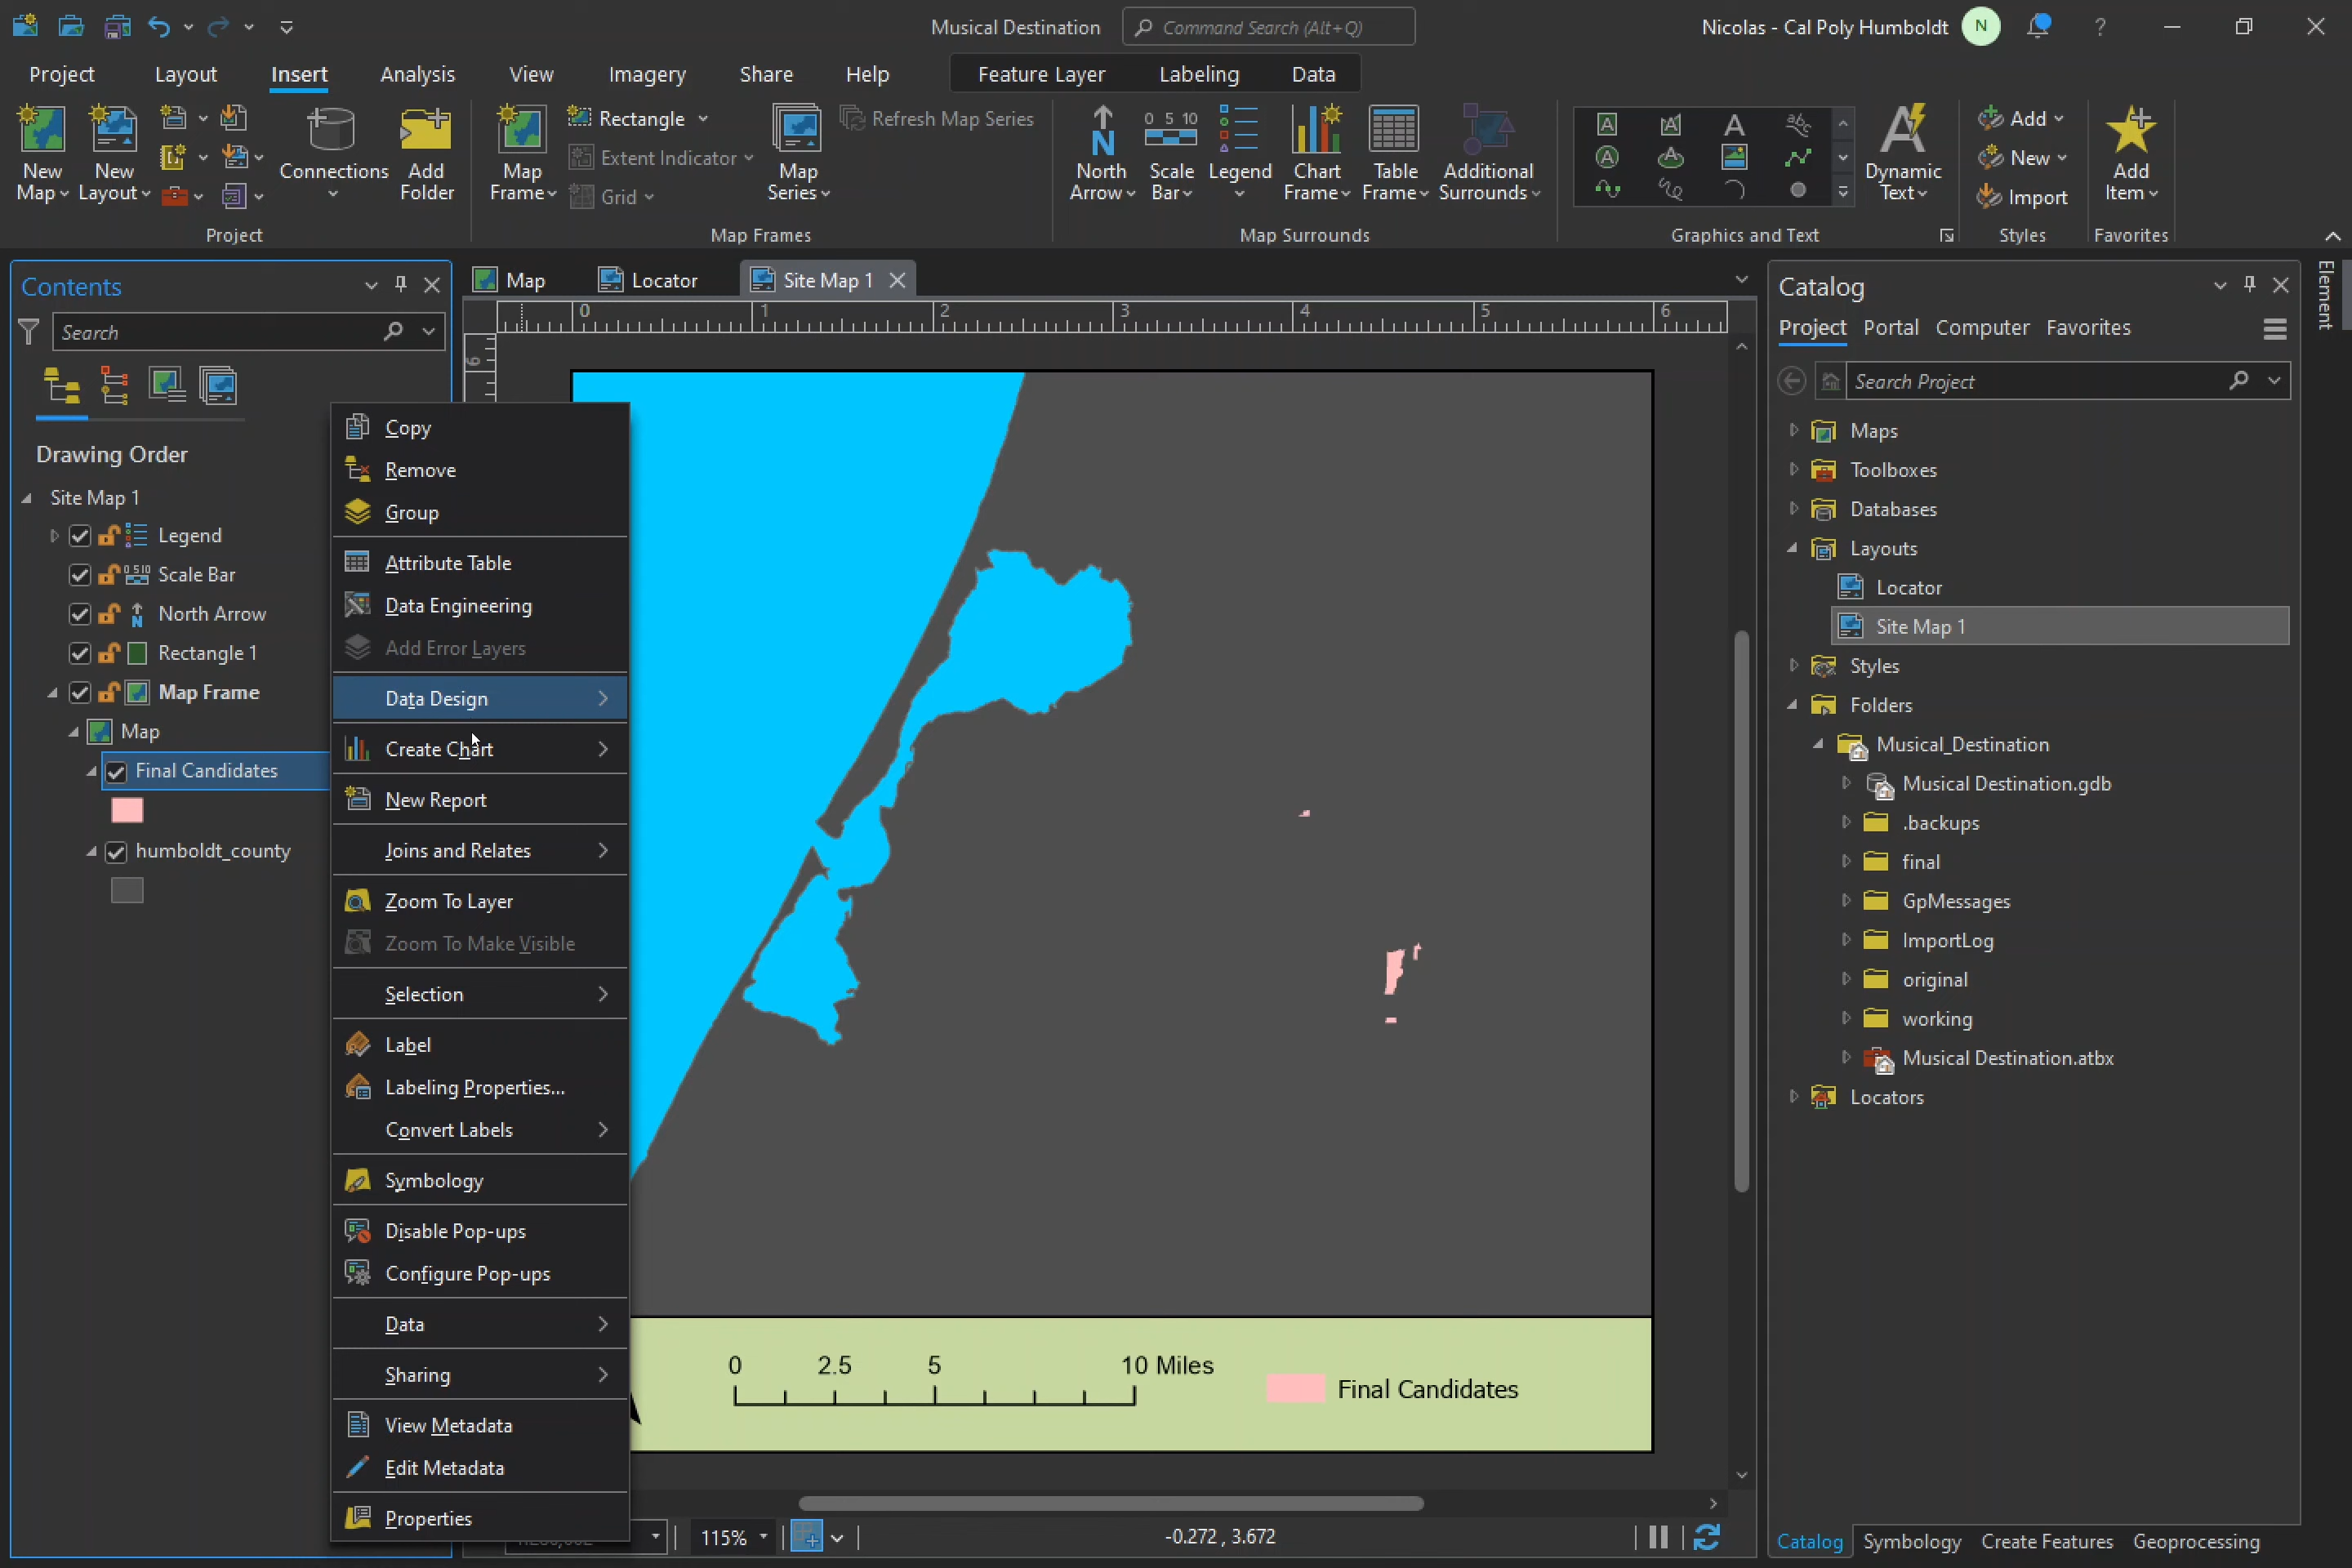 Musical Destination
Command Search (Alt+Q)
Nicolas - Cal Poly Humboldt
N
?
Project
Layout
Insert
Analysis
View
Imagery
Share
Help
Feature Layer
Labeling
Data
New Map
New Layout
Connections
Add Folder
Project
Map Frame
Rectangle
Extent Indicator
Grid
Map Series
Refresh Map Series
Map Frames
North Arrow
0 5 10
Scale Bar
Legend
Chart Frame
Table Frame
Additional Surrounds
Map Surrounds
Dynamic Text
Graphics and Text
Add
New
Import
Styles
Add Item
Favorites
Contents
Search
Drawing Order
Site Map 1
Legend
Scale Bar
North Arrow
Rectangle 1
Map Frame
Map
Final Candidates
humboldt_county
Copy
Remove
Group
Attribute Table
Data Engineering
Add Error Layers
Data Design
Create Chart
New Report
Joins and Relates
Zoom To Layer
Zoom To Make Visible
Selection
Label
Labeling Properties...
Convert Labels
Symbology
Disable Pop-ups
Configure Pop-ups
Data
Sharing
View Metadata
Edit Metadata
Properties
Map
Locator
Site Map 1
0 1 2 3 4 5 6
6
0 2.5 5 10 Miles
Final Candidates
115%
-0.272 , 3.672
Catalog
Project
Portal
Computer
Favorites
Search Project
Maps
Toolboxes
Databases
Layouts
Locator
Site Map 1
Styles
Folders
Musical_Destination
Musical Destination.gdb
.backups
final
GpMessages
ImportLog
original
working
Musical Destination.atbx
Locators
Catalog
Symbology
Create Features
Geoprocessing
Element